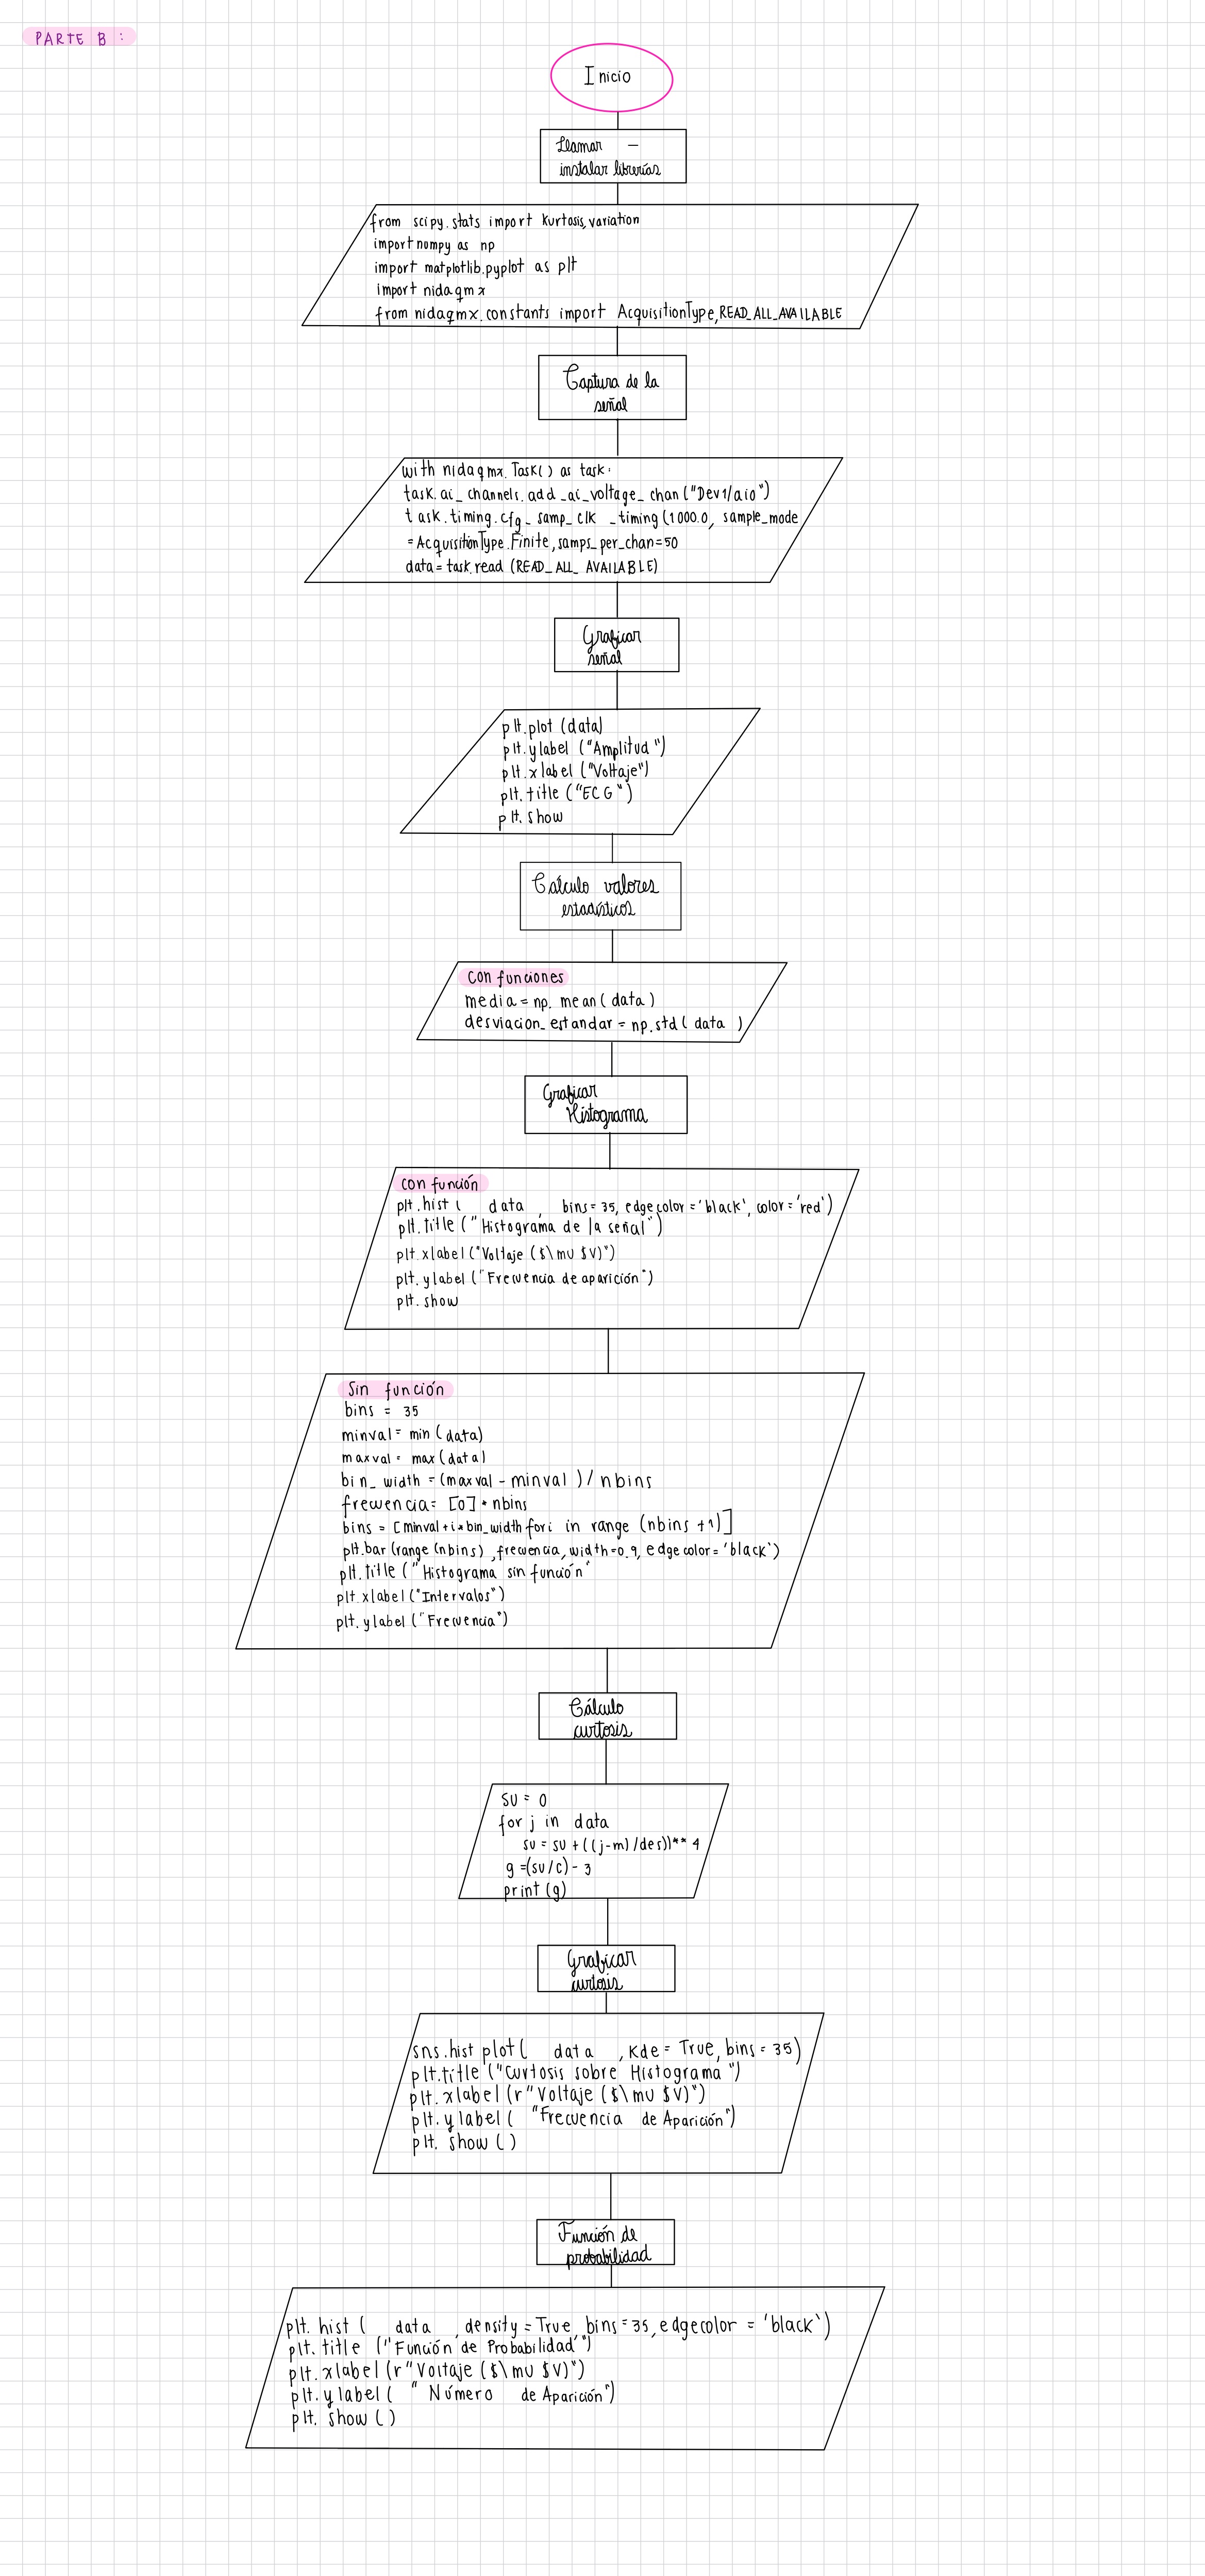 PARTE B :
Inicio
Llamar —
instalar librerías
from scipy.stats import kurtosis,variation
import numpy as np
import matplotlib.pyplot as plt
import nidaqmx
from nidaqmx.constants import AcquisitionType,READ_ALL_AVAILABLE
Captura de la
señal
with nidaqmx.Task() as task:
task.ai_channels.add_ai_voltage_chan("Dev1/ai0")
task.timing.cfg_samp_clk_timing(1000.0, sample_mode
=AcquisitionType.Finite,samps_per_chan=50
data=task.read (READ_ALL_AVAILABLE)
Graficar
señal
plt.plot (data)
plt.ylabel ("Amplitud")
plt.xlabel ("Voltaje")
plt.title ("ECG")
plt.show
Cálculo valores
estadísticos
con funciones
media = np.mean( data )
desviacion_estandar = np.std( data )
Graficar
Histograma
con función
plt.hist ( data , bins=35, edgecolor='black', color='red')
plt.title ("Histograma de la señal")
plt.xlabel ("Voltaje ($\mu $V)")
plt.ylabel ("Frecuencia de aparición")
plt.show
Sin función
bins = 35
minval = min (data)
maxval = max (data)
bin_width = (maxval - minval ) / nbins
frecuencia = [0] * nbins
bins = [minval+i*bin_width for i in range (nbins +1)]
plt.bar (range (nbins) ,frecuencia, width=0.9, edgecolor='black')
plt.title ("Histograma sin función"
plt.xlabel ("Intervalos")
plt.ylabel ("Frecuencia")
Cálculo
curtosis
su = 0
for j in data
su = su + ((j-m) /des))** 4
g =(su/c) - 3
print (g)
Graficar
curtosis
sns.hist plot ( data , kde = True, bins = 35)
plt.title ("Curtosis sobre Histograma ")
plt.xlabel (r"Voltaje ($\mu $V)")
plt.ylabel ( "Frecuencia de Aparición")
plt. show ( )
Función de
probabilidad
plt. hist ( data , density = True, bins =35, edgecolor = 'black')
plt. title ("Función de Probabilidad")
plt. xlabel (r"Voltaje ($\mu $V)")
plt. ylabel ( " Número de Aparición")
plt. show ( )